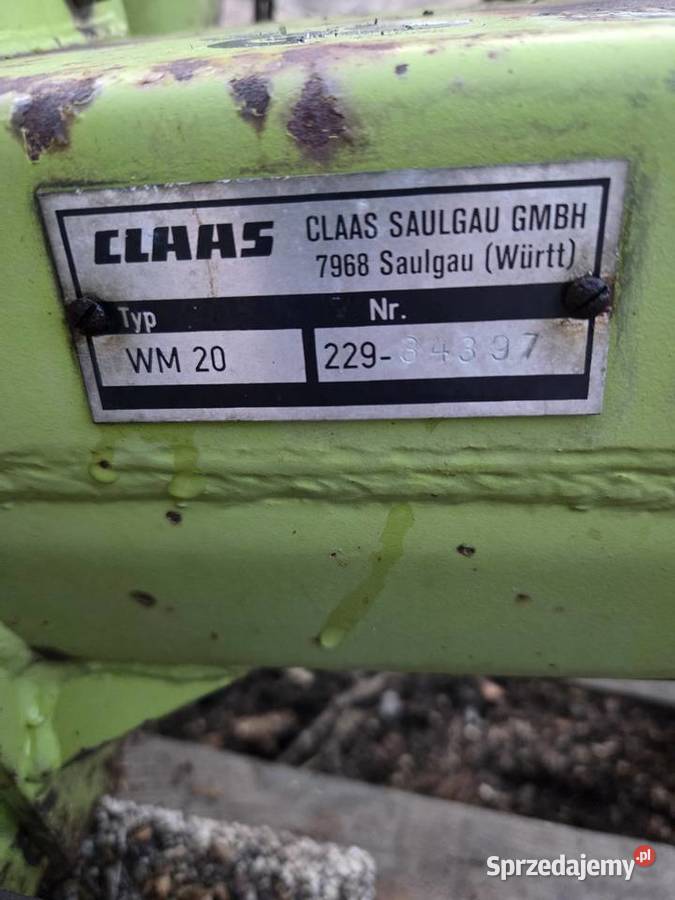 CLAAS
CLAAS SAULGAU GMBH
7968 Saulgau (Württ)
Typ
Nr.
WM 20
229-34397
Sprzedajemy.pl